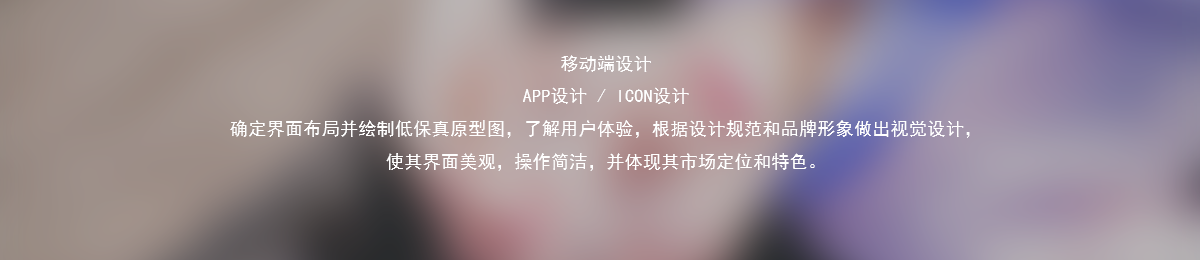 移动端设计
APP设计 / ICON设计
确定界面布局并绘制低保真原型图，了解用户体验，根据设计规范和品牌形象做出视觉设计，
使其界面美观，操作简洁，并体现其市场定位和特色。